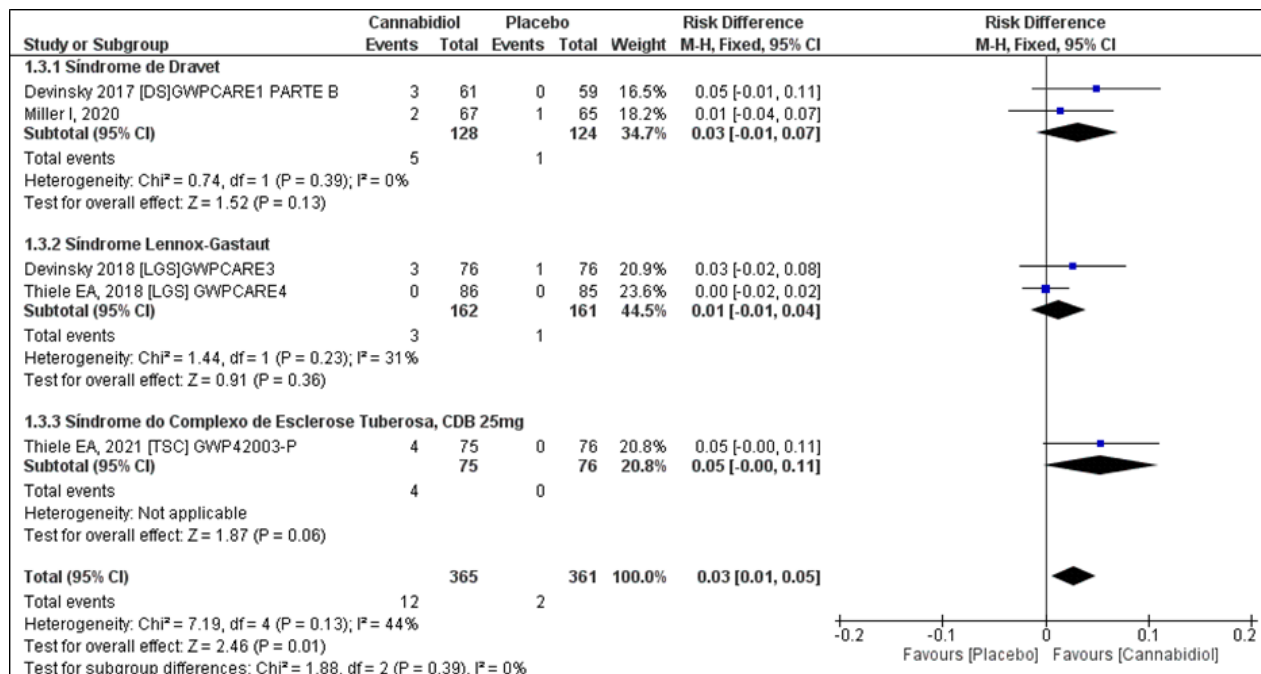 Cannabidiol Placebo Risk Difference Risk Difference
Study or Subgroup Events Total Events Total Weight M-H, Fixed, 95% CI M-H, Fixed, 95% CI
1.3.1 Síndrome de Dravet
Devinsky 2017 [DS]GWPCARE1 PARTE B 3 61 0 59 16.5% 0.05 [-0.01, 0.11]
Miller I, 2020 2 67 1 65 18.2% 0.01 [-0.04, 0.07]
Subtotal (95% CI) 128 124 34.7% 0.03 [-0.01, 0.07]
Total events 5 1
Heterogeneity: Chi² = 0.74, df = 1 (P = 0.39); I² = 0%
Test for overall effect: Z = 1.52 (P = 0.13)
1.3.2 Síndrome Lennox-Gastaut
Devinsky 2018 [LGS]GWPCARE3 3 76 1 76 20.9% 0.03 [-0.02, 0.08]
Thiele EA, 2018 [LGS] GWPCARE4 0 86 0 85 23.6% 0.00 [-0.02, 0.02]
Subtotal (95% CI) 162 161 44.5% 0.01 [-0.01, 0.04]
Total events 3 1
Heterogeneity: Chi² = 1.44, df = 1 (P = 0.23); I² = 31%
Test for overall effect: Z = 0.91 (P = 0.36)
1.3.3 Síndrome do Complexo de Esclerose Tuberosa, CDB 25mg
Thiele EA, 2021 [TSC] GWP42003-P 4 75 0 76 20.8% 0.05 [-0.00, 0.11]
Subtotal (95% CI) 75 76 20.8% 0.05 [-0.00, 0.11]
Total events 4 0
Heterogeneity: Not applicable
Test for overall effect: Z = 1.87 (P = 0.06)
Total (95% CI) 365 361 100.0% 0.03 [0.01, 0.05]
Total events 12 2
Heterogeneity: Chi² = 7.19, df = 4 (P = 0.13); I² = 44%
Test for overall effect: Z = 2.46 (P = 0.01)
Test for subgroup differences: Chi² = 1.88, df = 2 (P = 0.39), I² = 0%
-0.2 -0.1 0 0.1 0.2
Favours [Placebo] Favours [Cannabidiol]